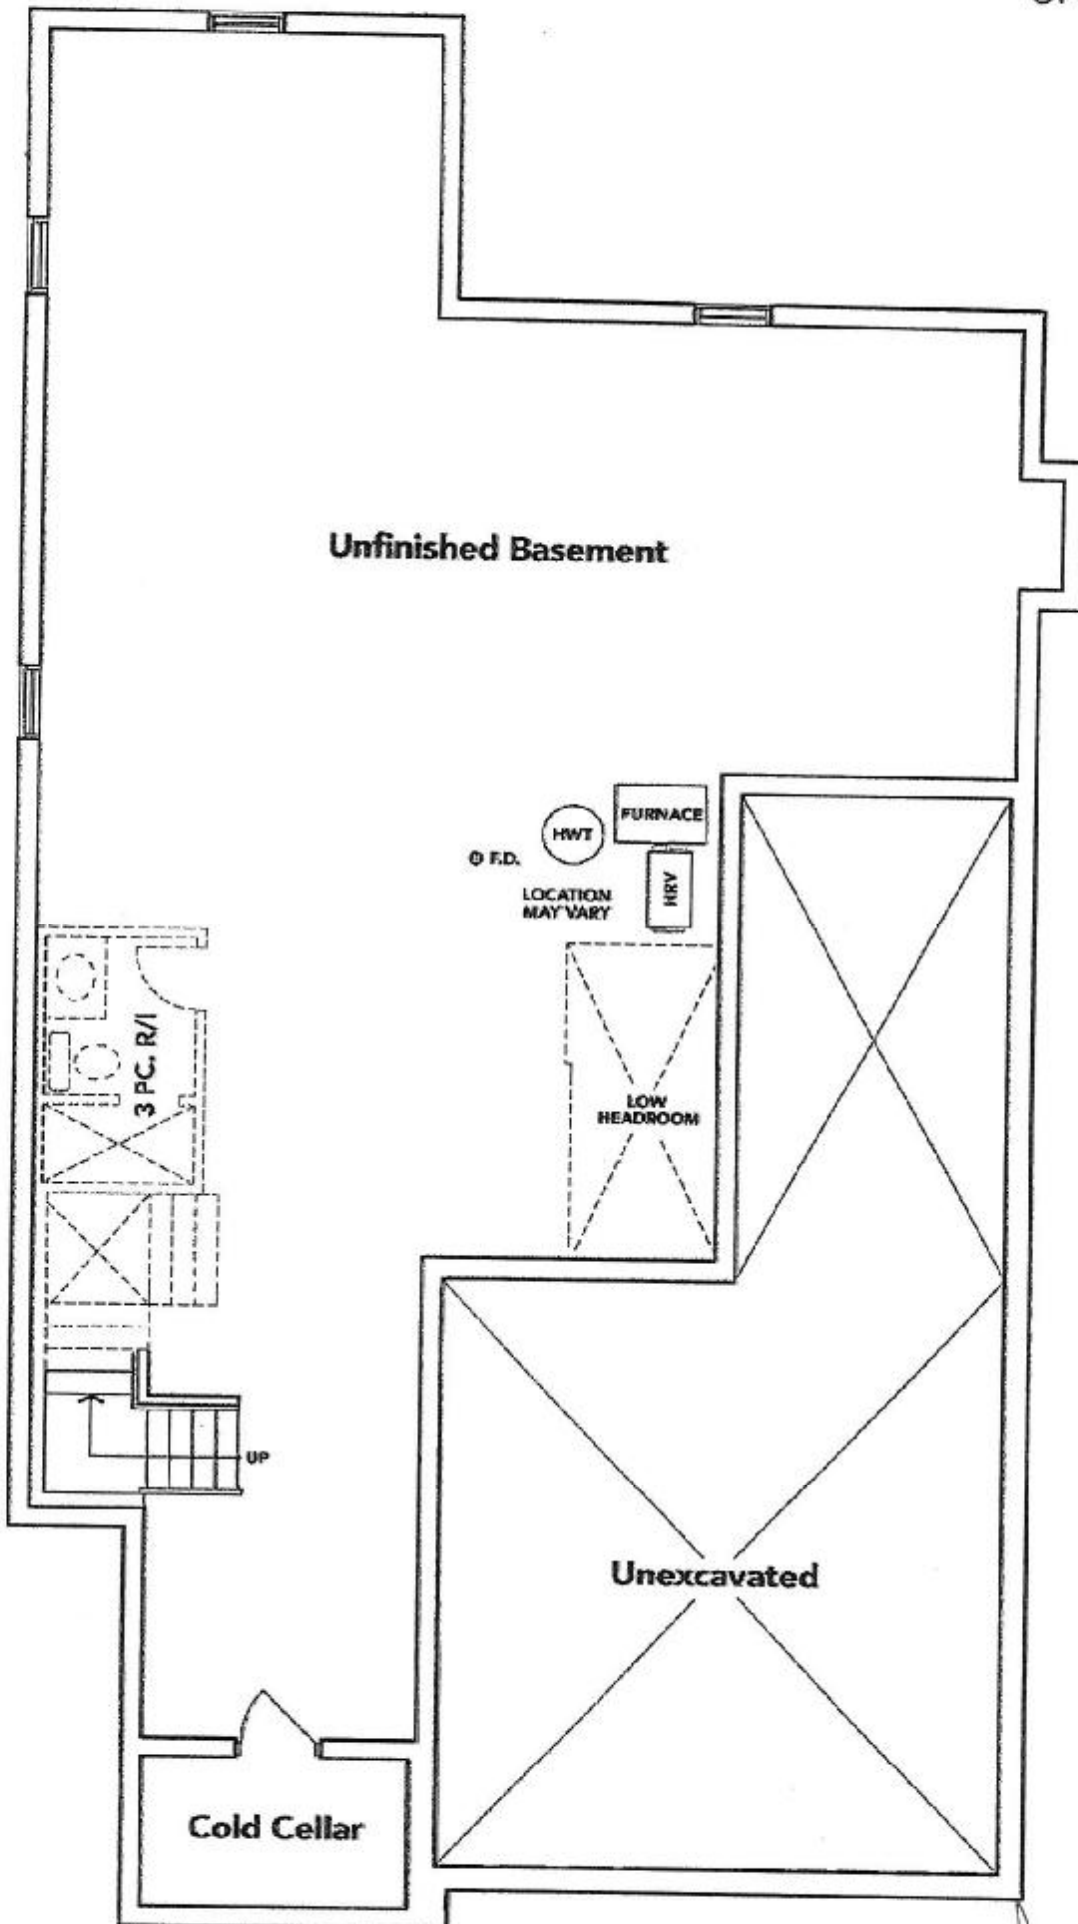 Unfinished Basement
FURNACE
HWT
F.D.
HRV
LOCATION
MAY VARY
3 PC. R/I
LOW
HEADROOM
UP
Unexcavated
Cold Cellar